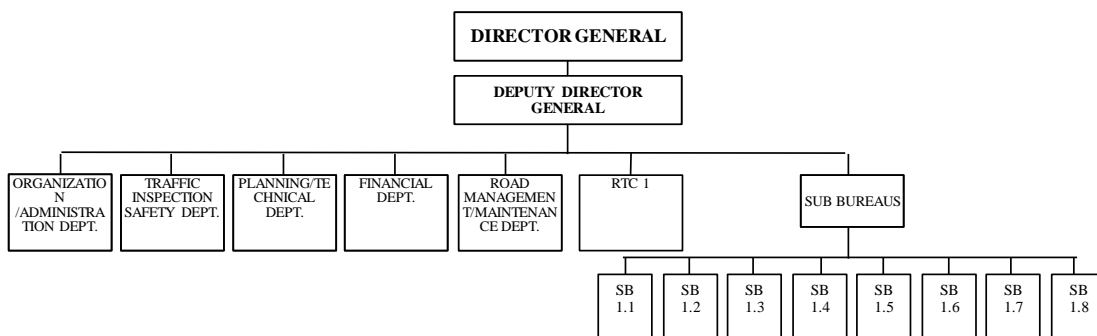 DIRECTOR GENERAL
DEPUTY DIRECTOR
GENERAL
ORGANIZATIO
N
/ADMINISTRA
TION DEPT.
TRAFFIC
INSPECTION
SAFETY DEPT.
PLANNING/TE
CHNICAL
DEPT.
FINANCIAL
DEPT.
ROAD
MANAGEMEN
T/MAINTENAN
CE DEPT.
RTC 1
SUB BUREAUS
SB
1.1
SB
1.2
SB
1.3
SB
1.4
SB
1.5
SB
1.6
SB
1.7
SB
1.8